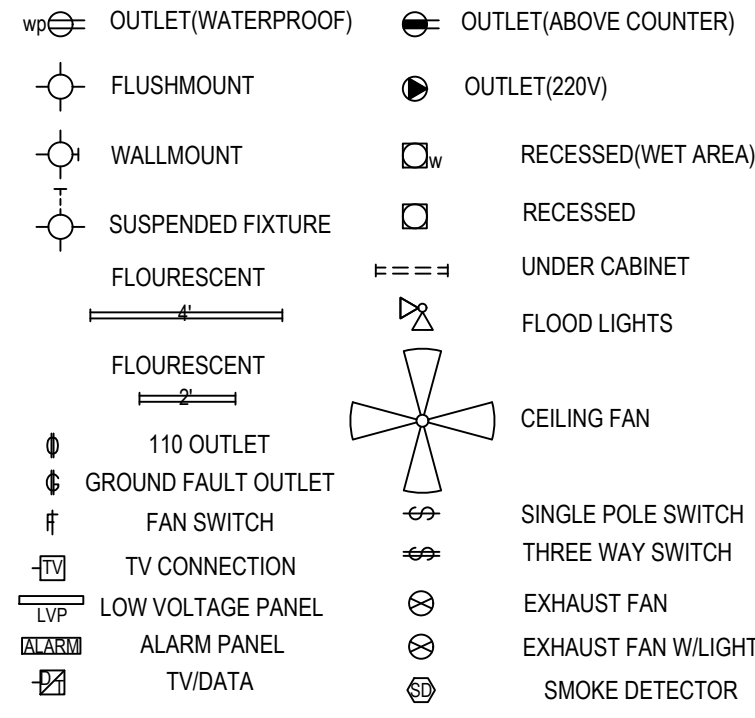 wp OUTLET(WATERPROOF)
FLUSHMOUNT
WALLMOUNT
T
SUSPENDED FIXTURE
FLOURESCENT
4'
FLOURESCENT
2'
110 OUTLET
G GROUND FAULT OUTLET
F FAN SWITCH
TV TV CONNECTION
LVP LOW VOLTAGE PANEL
ALARM ALARM PANEL
D T TV/DATA
OUTLET(ABOVE COUNTER)
OUTLET(220V)
W RECESSED(WET AREA)
RECESSED
UNDER CABINET
FLOOD LIGHTS
CEILING FAN
S SINGLE POLE SWITCH
S THREE WAY SWITCH
EXHAUST FAN
EXHAUST FAN W/LIGHT
SD SMOKE DETECTOR